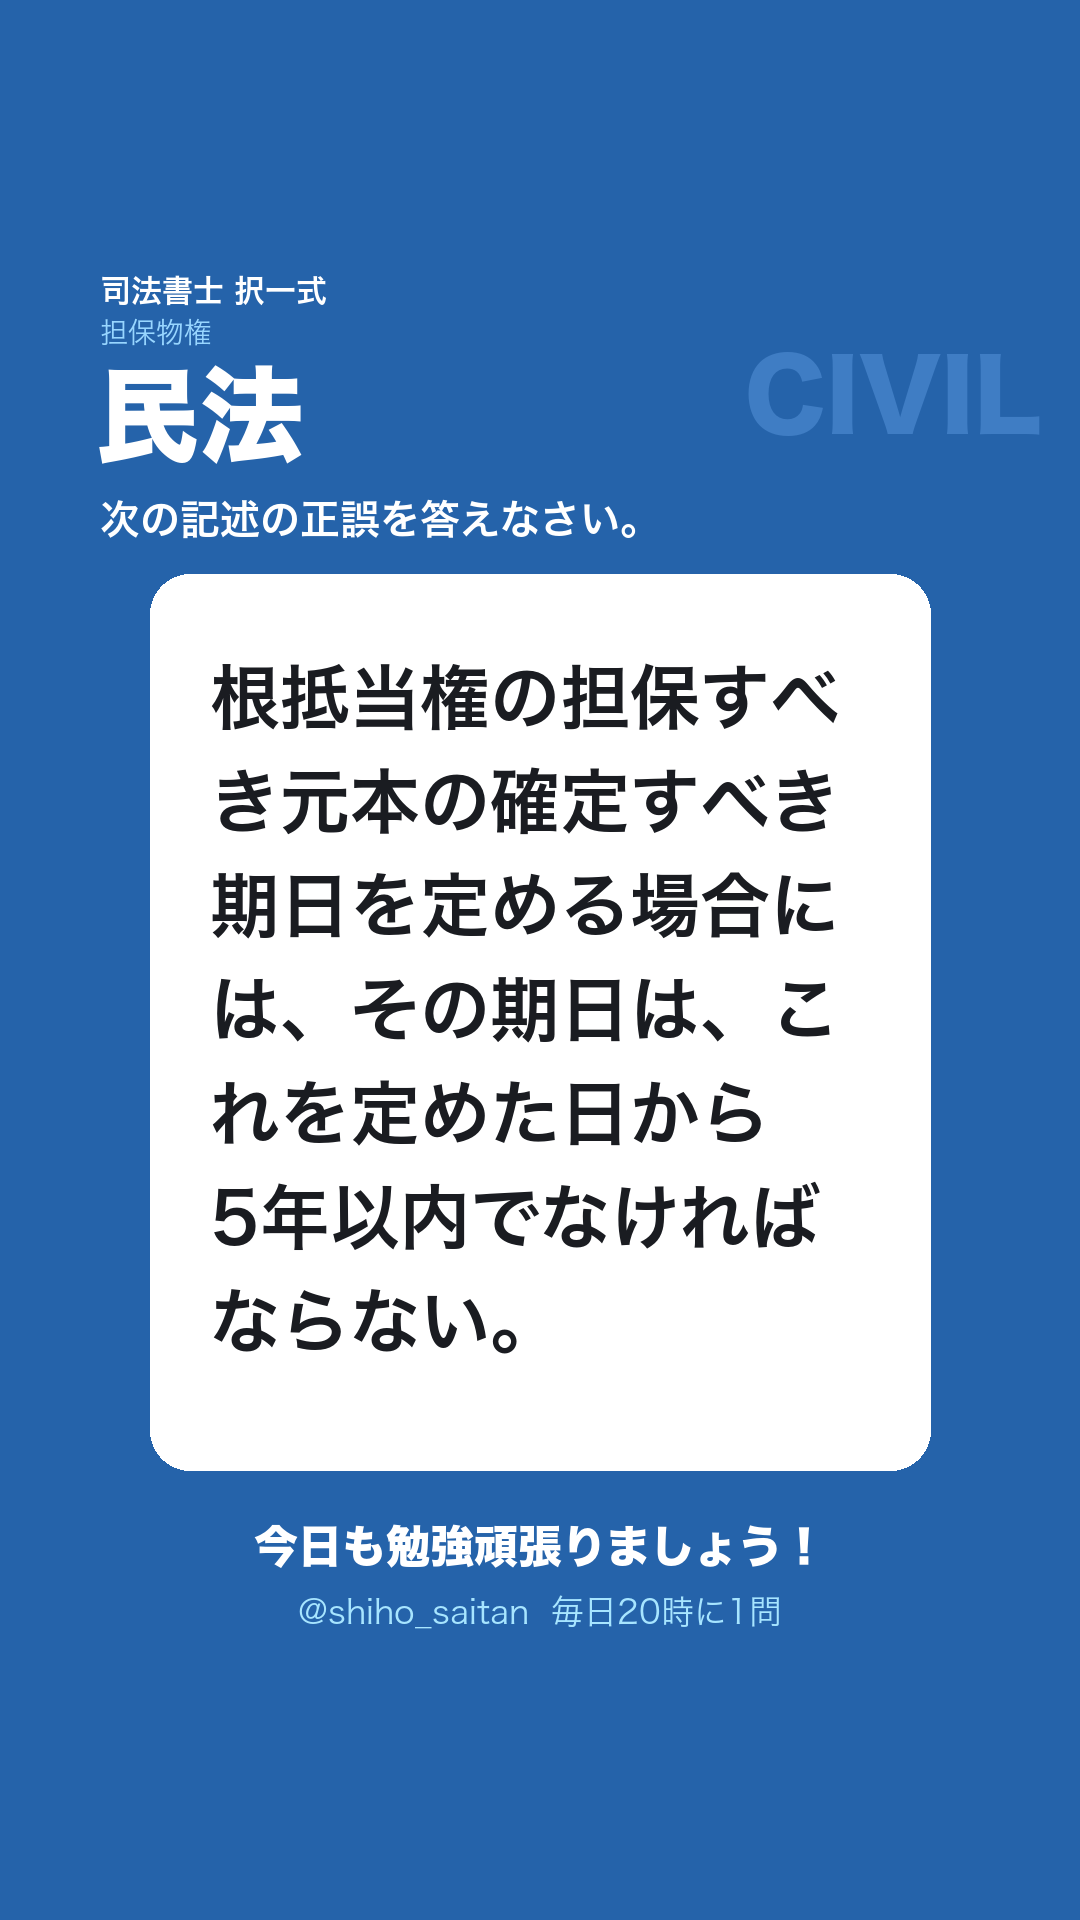 司法書士 択一式
担保物権
民法
CIVIL
次の記述の正誤を答えなさい。
根抵当権の担保すべ
き元本の確定すべき
期日を定める場合に
は、その期日は、こ
れを定めた日から
5年以内でなければ
ならない。
今日も勉強頑張りましょう！
@shiho_saitan 毎日20時に1問